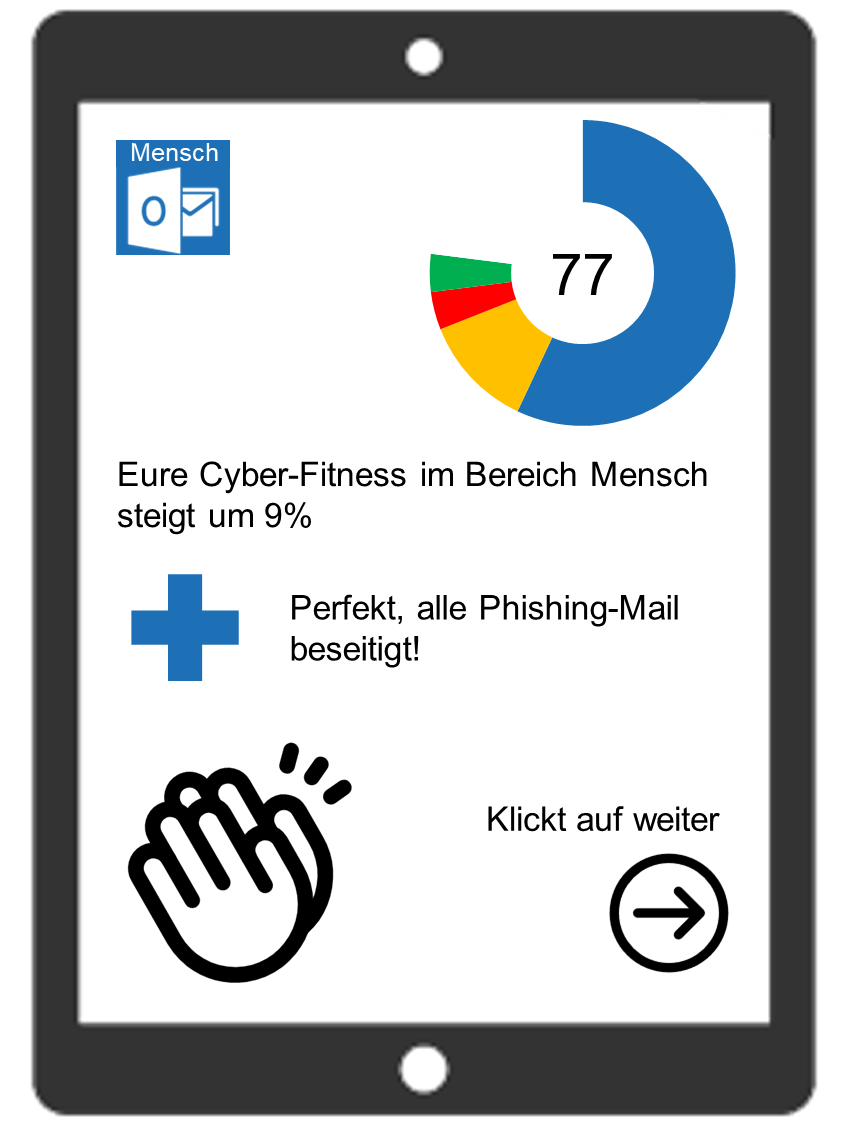 Mensch
O
77
Eure Cyber-Fitness im Bereich Mensch
steigt um 9%
Perfekt, alle Phishing-Mail
beseitigt!
Klickt auf weiter